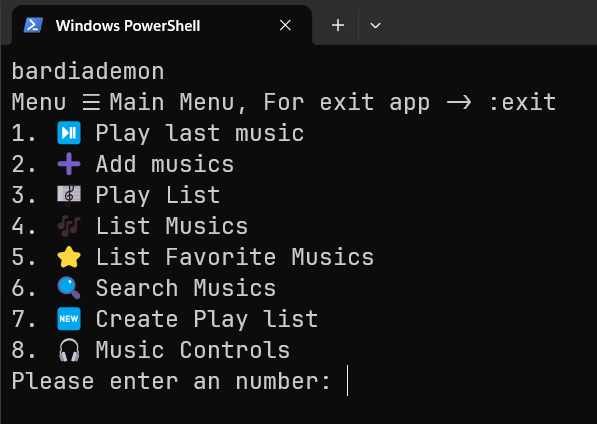 Windows PowerShell
bardiademon
Menu ☰ Main Menu, For exit app -> :exit
1. ⏯️ Play last music
2. ➕ Add musics
3. 🎼 Play List
4. 🎶 List Musics
5. ⭐ List Favorite Musics
6. 🔍 Search Musics
7. 🆕 Create Play list
8. 🎧 Music Controls
Please enter an number: